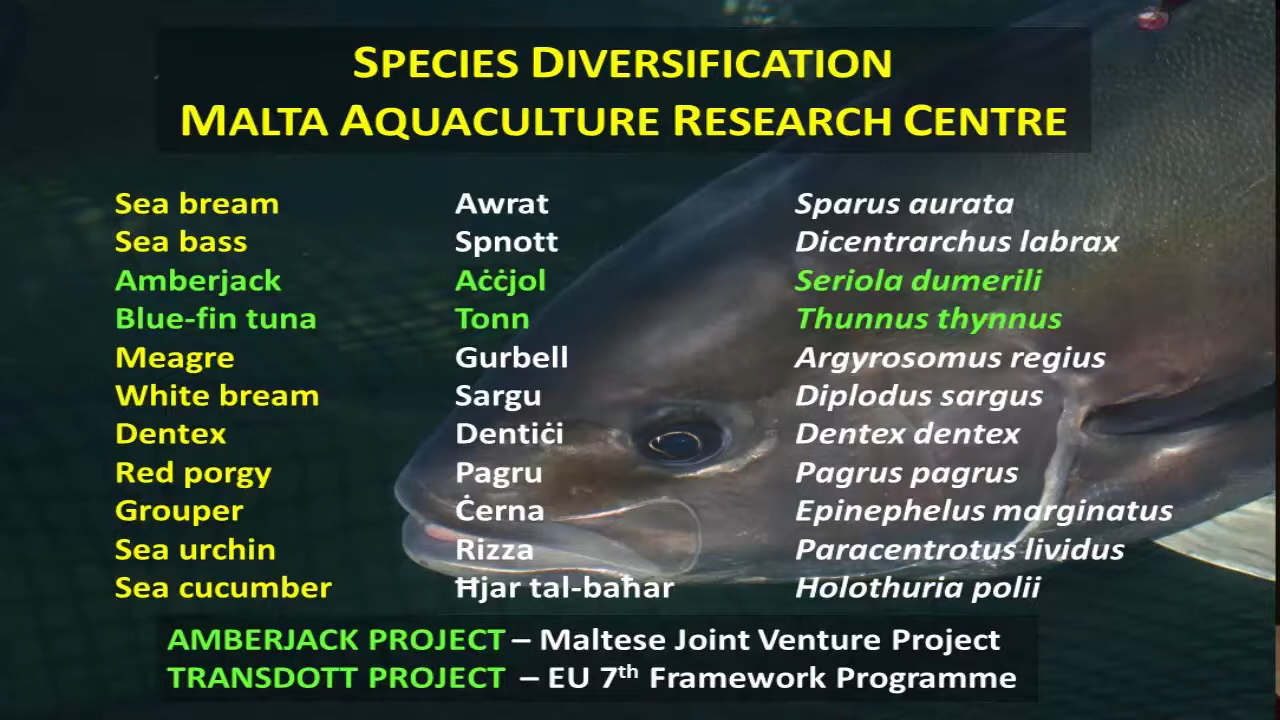 SPECIES DIVERSIFICATION
MALTA AQUACULTURE RESEARCH CENTRE
Sea bream Awrat Sparus aurata
Sea bass Spnott Dicentrarchus labrax
Amberjack Aċċjol Seriola dumerili
Blue-fin tuna Tonn Thunnus thynnus
Meagre Gurbell Argyrosomus regius
White bream Sargu Diplodus sargus
Dentex Dentiċi Dentex dentex
Red porgy Pagru Pagrus pagrus
Grouper Ċerna Epinephelus marginatus
Sea urchin Rizza Paracentrotus lividus
Sea cucumber Ħjar tal-baħar Holothuria polii
AMBERJACK PROJECT – Maltese Joint Venture Project
TRANSDOTT PROJECT – EU 7th Framework Programme